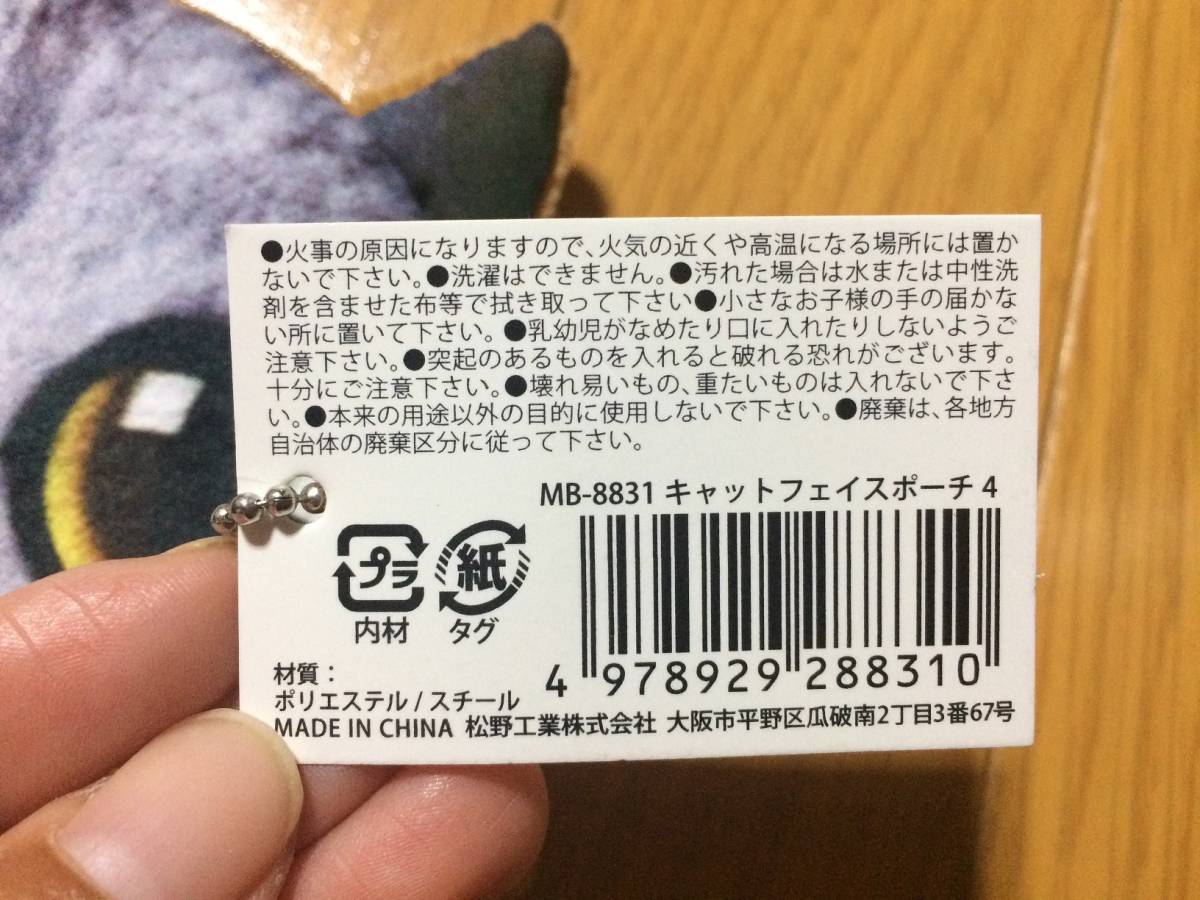 ●火事の原因になりますので、火気の近くや高温になる場所には置か
ないで下さい。●洗濯はできません。●汚れた場合は水または中性洗
剤を含ませた布等で拭き取って下さい●小さなお子様の手の届かな
い所に置いて下さい。●乳幼児がなめたり口に入れたりしないようご
注意下さい。●突起のあるものを入れると破れる恐れがございます。
十分にご注意下さい。●壊れ易いもの、重たいものは入れないで下さ
い。●本来の用途以外の目的に使用しないで下さい。●廃棄は、各地方
自治体の廃棄区分に従って下さい。
MB-8831 キャットフェイスポーチ 4
プラ 紙
内材 タグ
4 978929 288310
材質：
ポリエステル / スチール
MADE IN CHINA 松野工業株式会社 大阪市平野区瓜破南2丁目3番67号